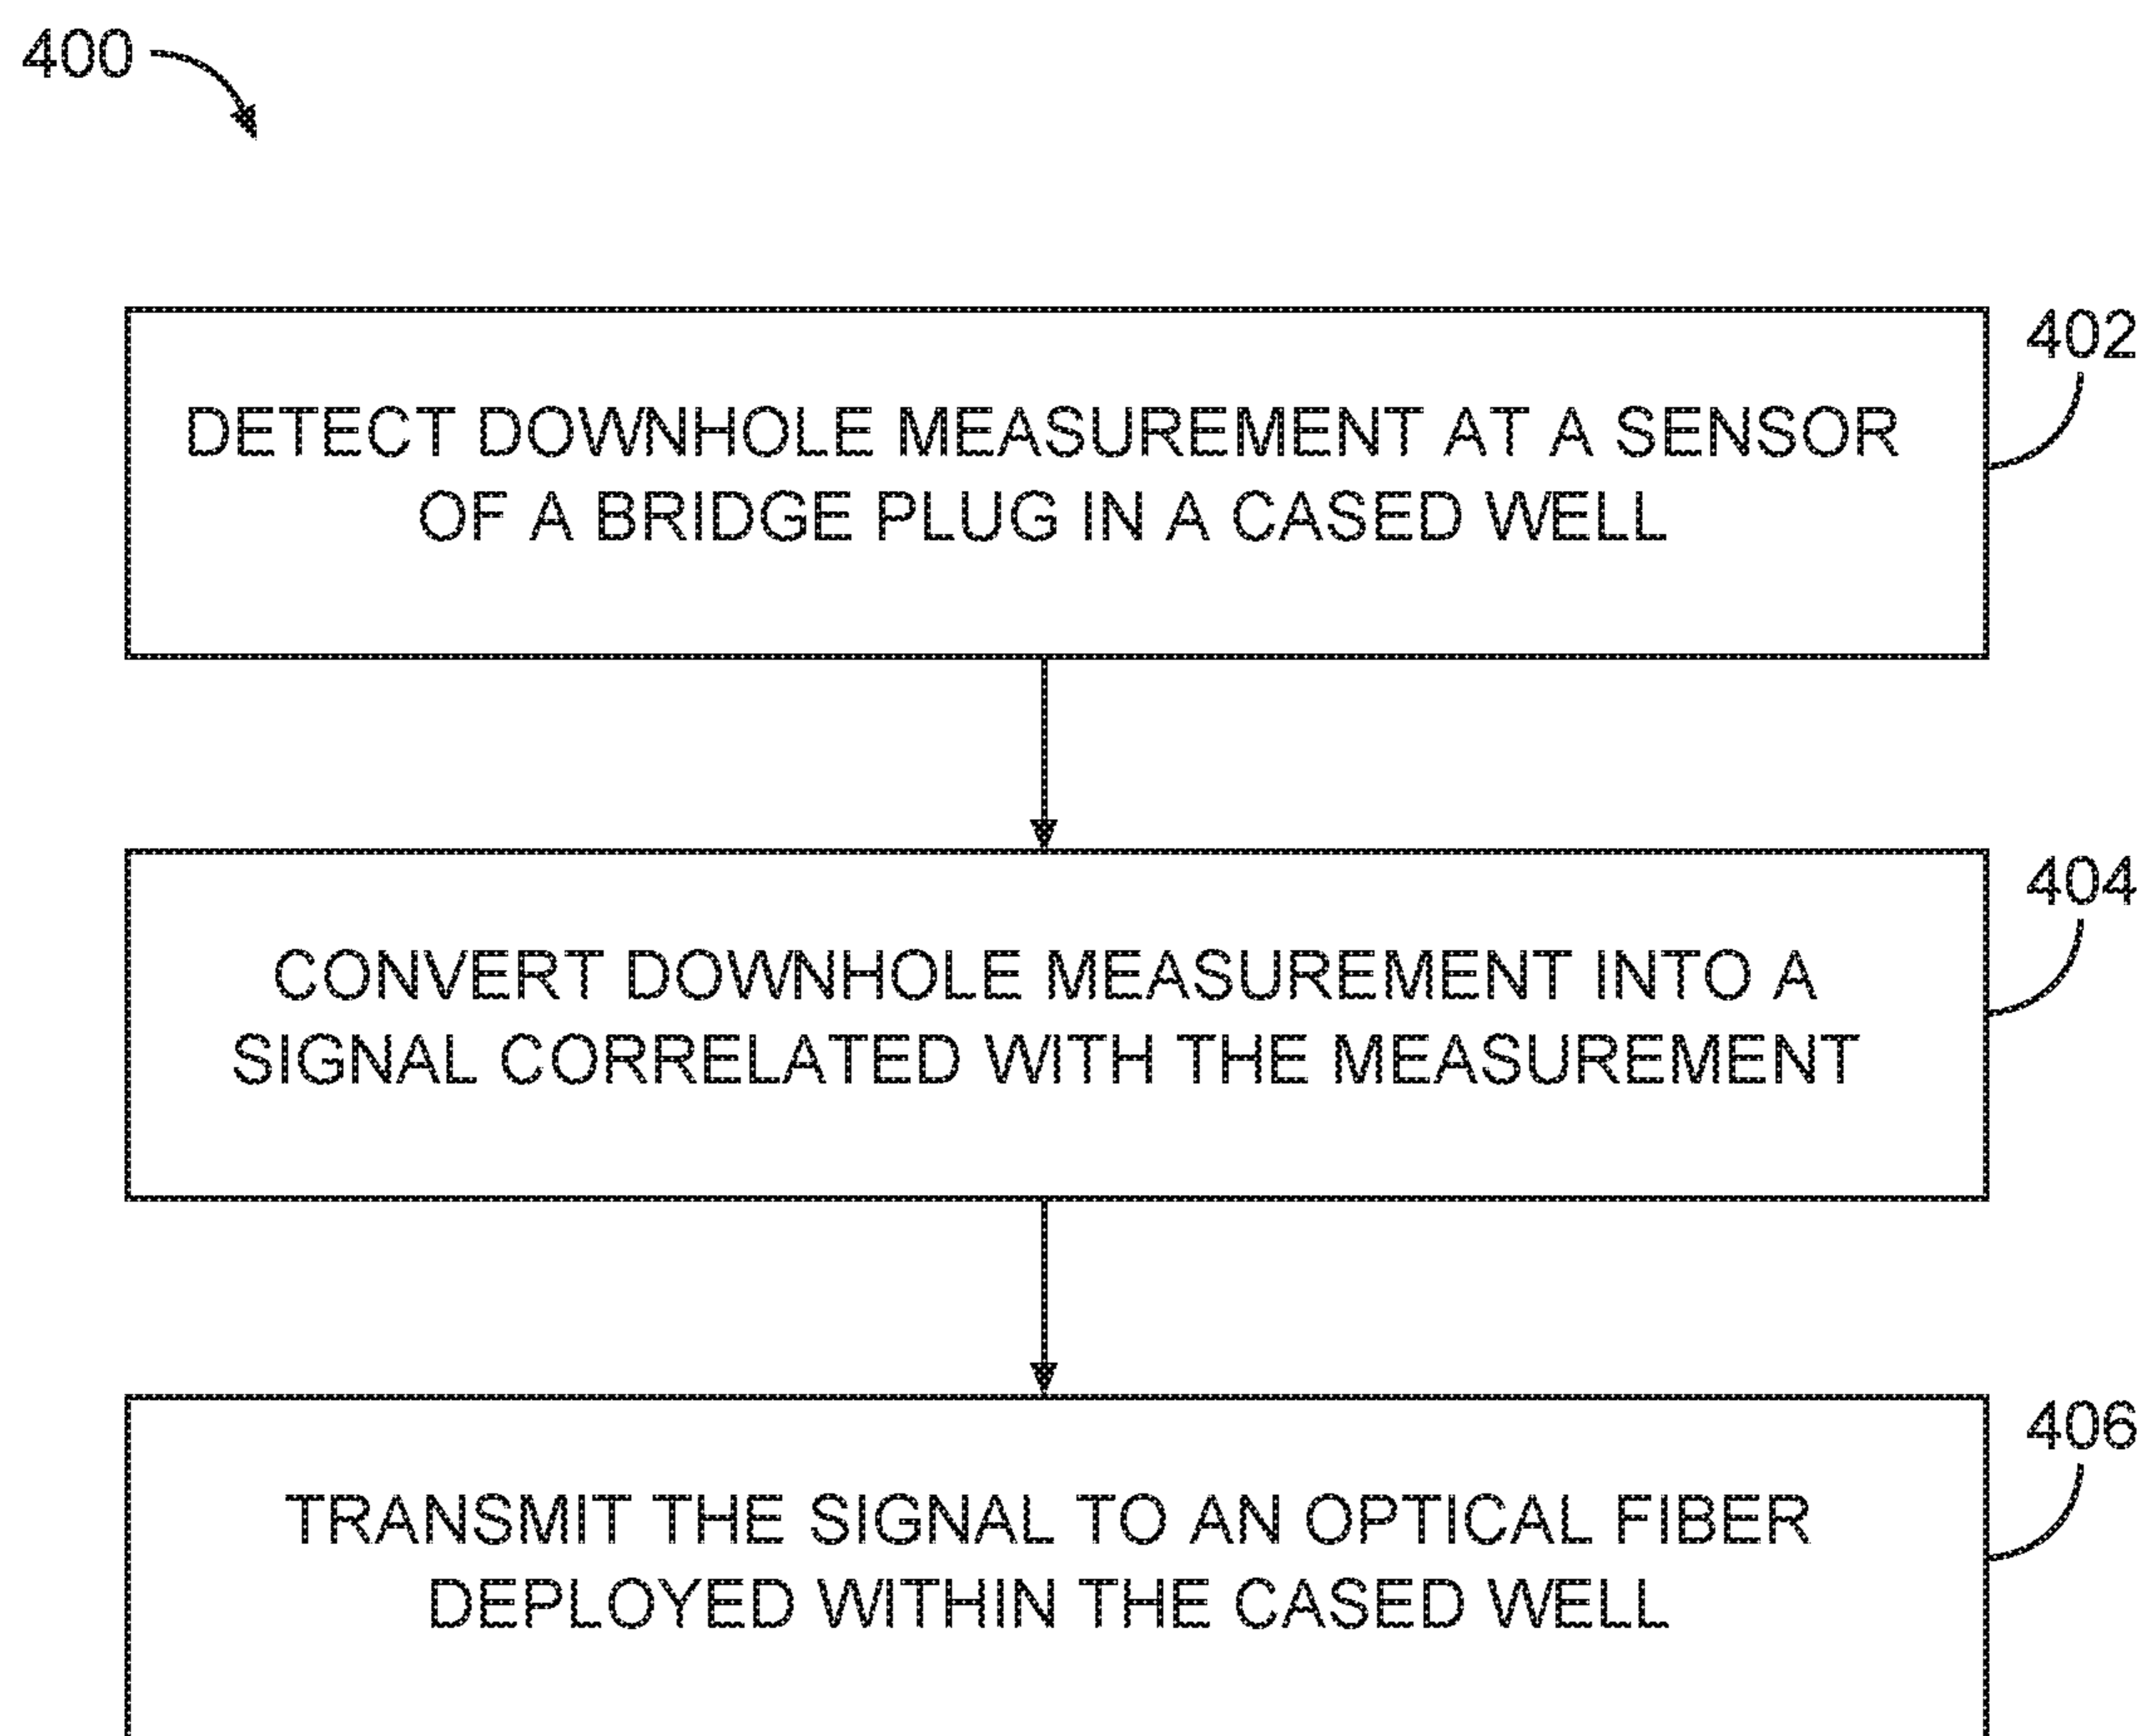 400
402
DETECT DOWNHOLE MEASUREMENT AT A SENSOR
OF A BRIDGE PLUG IN A CASED WELL
404
CONVERT DOWNHOLE MEASUREMENT INTO A
SIGNAL CORRELATED WITH THE MEASUREMENT
406
TRANSMIT THE SIGNAL TO AN OPTICAL FIBER
DEPLOYED WITHIN THE CASED WELL